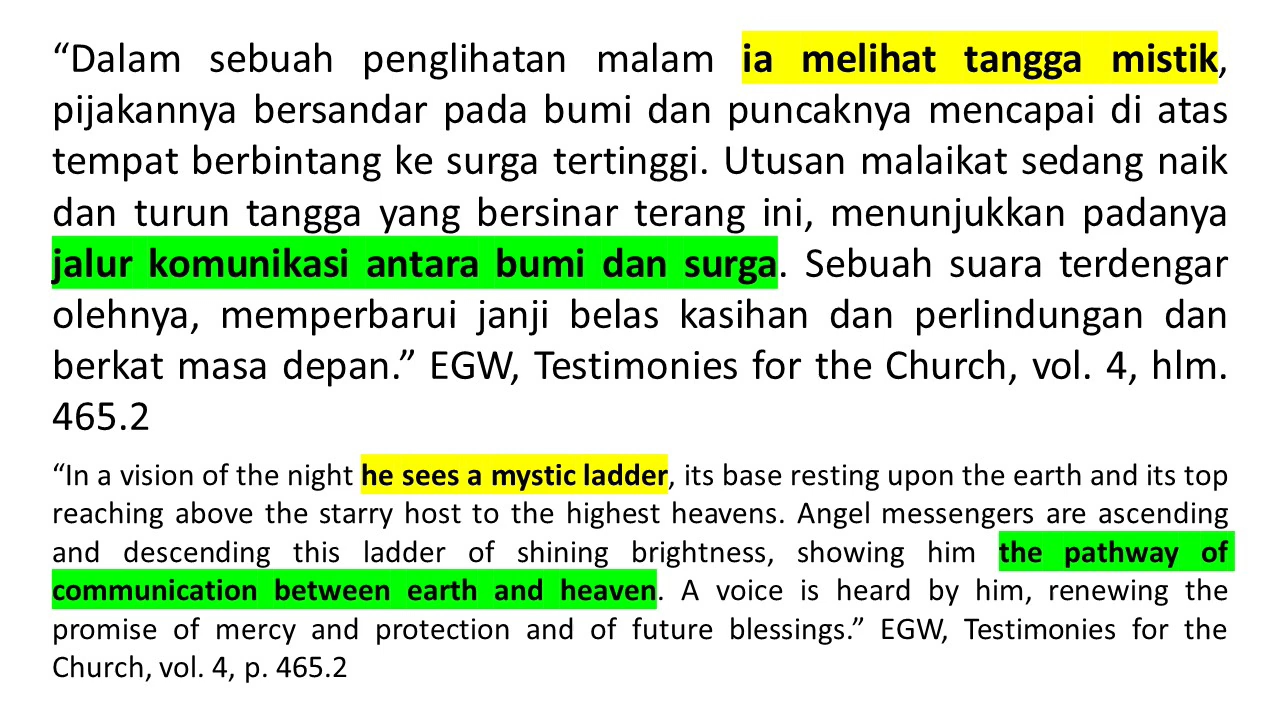 “Dalam sebuah penglihatan malam ia melihat tangga mistik,
pijakannya bersandar pada bumi dan puncaknya mencapai di atas
tempat berbintang ke surga tertinggi. Utusan malaikat sedang naik
dan turun tangga yang bersinar terang ini, menunjukkan padanya
jalur komunikasi antara bumi dan surga. Sebuah suara terdengar
olehnya, memperbarui janji belas kasihan dan perlindungan dan
berkat masa depan.” EGW, Testimonies for the Church, vol. 4, hlm.
465.2
“In a vision of the night he sees a mystic ladder, its base resting upon the earth and its top
reaching above the starry host to the highest heavens. Angel messengers are ascending
and descending this ladder of shining brightness, showing him the pathway of
communication between earth and heaven. A voice is heard by him, renewing the
promise of mercy and protection and of future blessings.” EGW, Testimonies for the
Church, vol. 4, p. 465.2